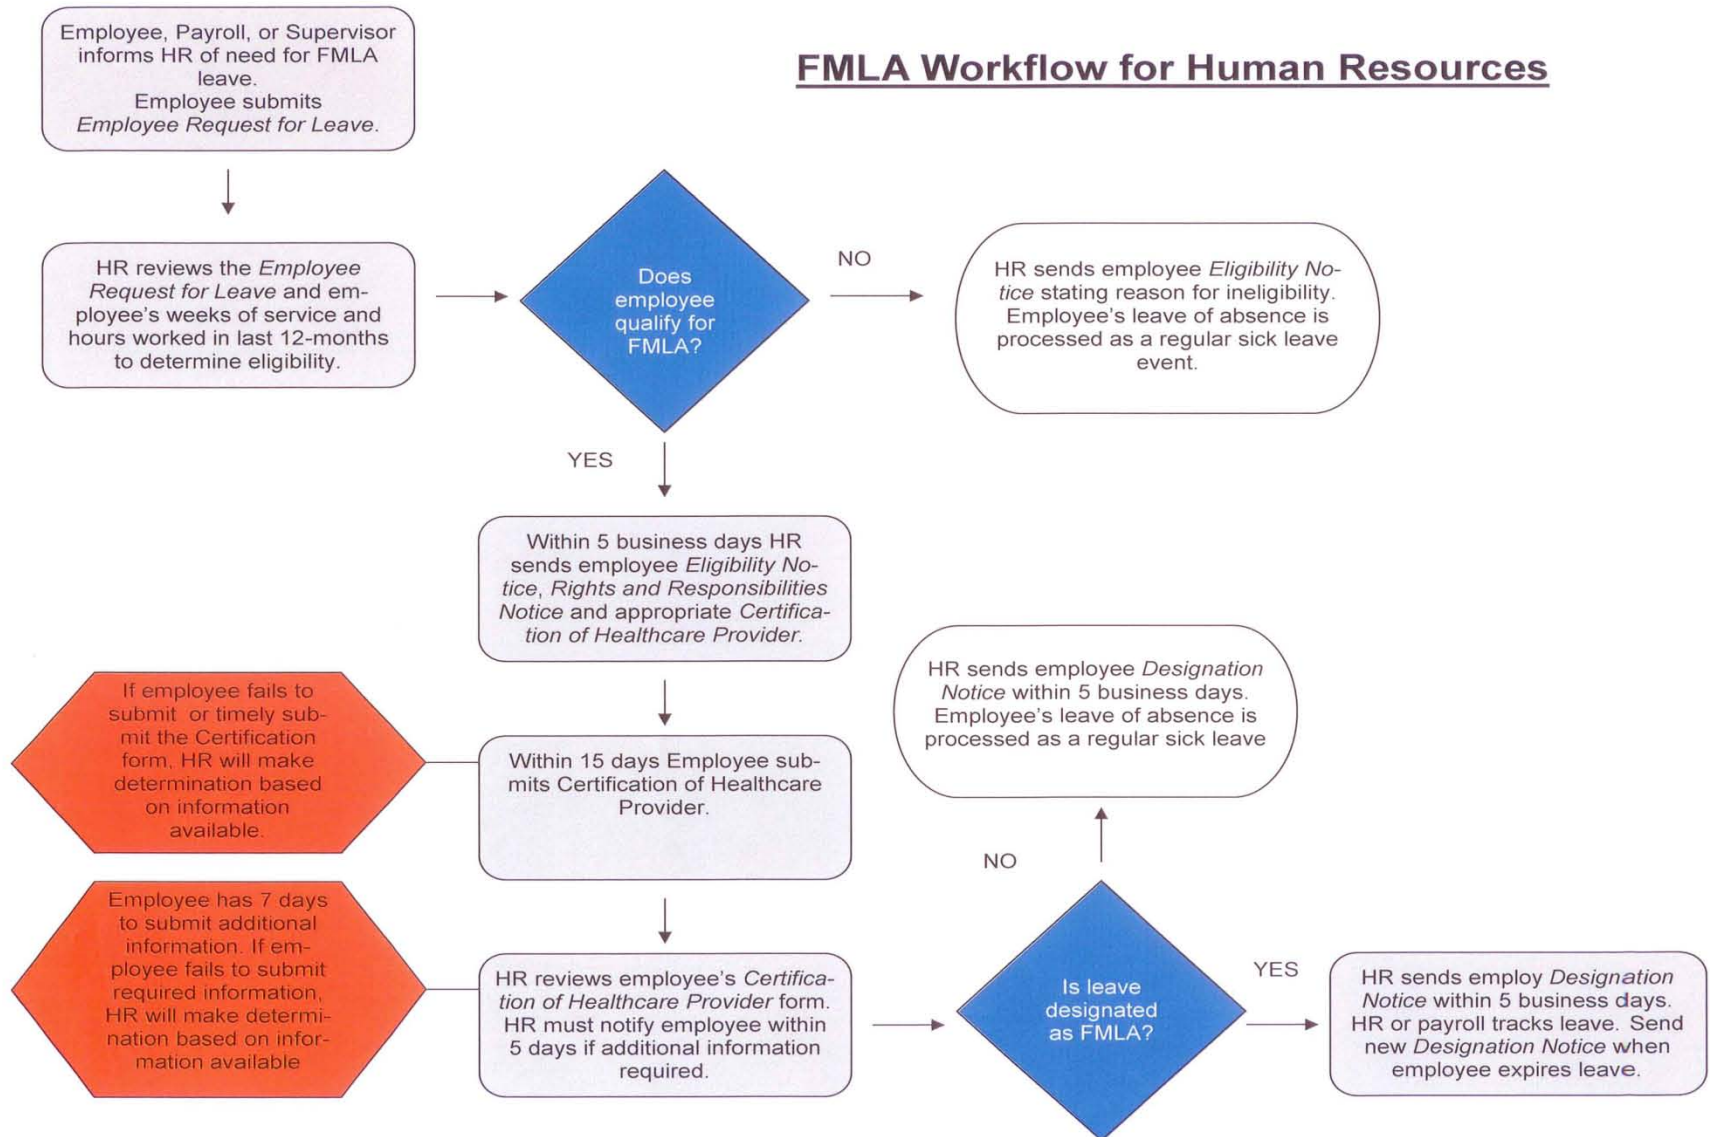 FMLA Workflow for Human Resources
Employee, Payroll, or Supervisor
informs HR of need for FMLA
leave.
Employee submits
Employee Request for Leave.
HR reviews the Employee
Request for Leave and em-
ployee's weeks of service and
hours worked in last 12-months
to determine eligibility.
Does
employee
qualify for
FMLA?
NO
HR sends employee Eligibility No-
tice stating reason for ineligibility.
Employee's leave of absence is
processed as a regular sick leave
event.
YES
Within 5 business days HR
sends employee Eligibility No-
tice, Rights and Responsibilities
Notice and appropriate Certifica-
tion of Healthcare Provider.
If employee fails to
submit or timely sub-
mit the Certification
form, HR will make
determination based
on information
available.
Within 15 days Employee sub-
mits Certification of Healthcare
Provider.
Employee has 7 days
to submit additional
information. If em-
ployee fails to submit
required information,
HR will make determi-
nation based on infor-
mation available
HR reviews employee's Certifica-
tion of Healthcare Provider form.
HR must notify employee within
5 days if additional information
required.
Is leave
designated
as FMLA?
NO
HR sends employee Designation
Notice within 5 business days.
Employee's leave of absence is
processed as a regular sick leave
YES
HR sends employ Designation
Notice within 5 business days.
HR or payroll tracks leave. Send
new Designation Notice when
employee expires leave.